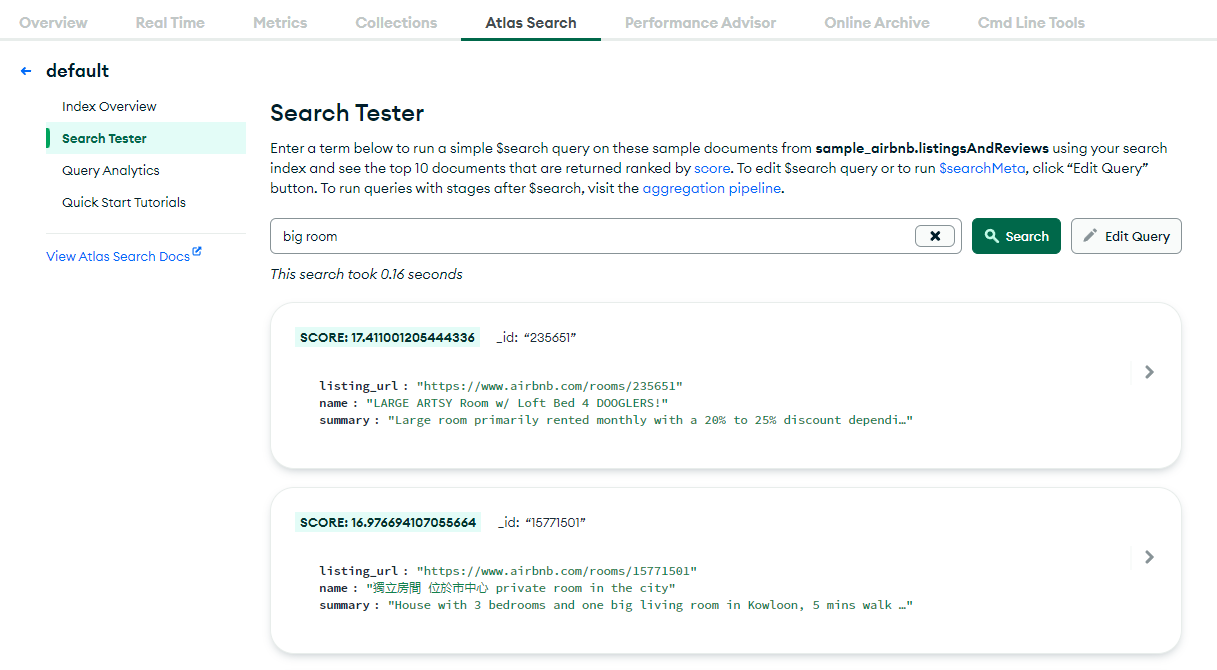 Overview Real Time Metrics Collections Atlas Search Performance Advisor Online Archive Cmd Line Tools
default
Index Overview
Search Tester
Query Analytics
Quick Start Tutorials
View Atlas Search Docs
Search Tester
Enter a term below to run a simple $search query on these sample documents from sample_airbnb.listingsAndReviews using your search
index and see the top 10 documents that are returned ranked by score. To edit $search query or to run $searchMeta, click “Edit Query”
button. To run queries with stages after $search, visit the aggregation pipeline.
big room
Search
Edit Query
This search took 0.16 seconds
SCORE: 17.411001205444336 _id: “235651”
listing_url : "https://www.airbnb.com/rooms/235651"
name : "LARGE ARTSY Room w/ Loft Bed 4 DOOGLERS!"
summary : "Large room primarily rented monthly with a 20% to 25% discount dependi…"
SCORE: 16.976694107055664 _id: “15771501”
listing_url : "https://www.airbnb.com/rooms/15771501"
name : "獨立房間 位於市中心 private room in the city"
summary : "House with 3 bedrooms and one big living room in Kowloon, 5 mins walk …"